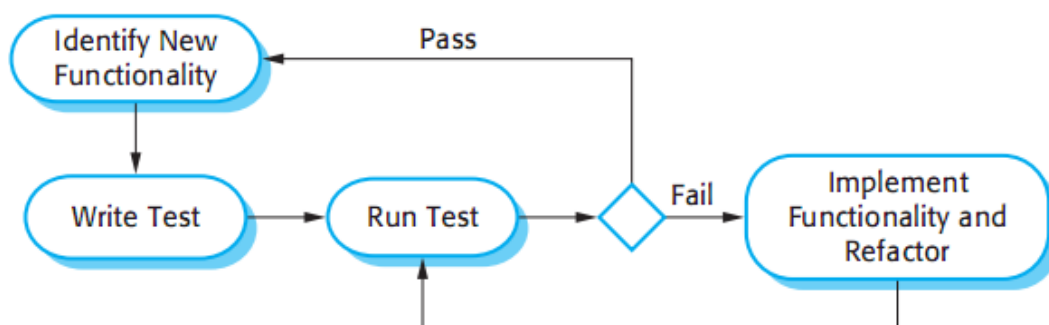 Identify New
Functionality
Pass
Write Test
Run Test
Fail
Implement
Functionality and
Refactor